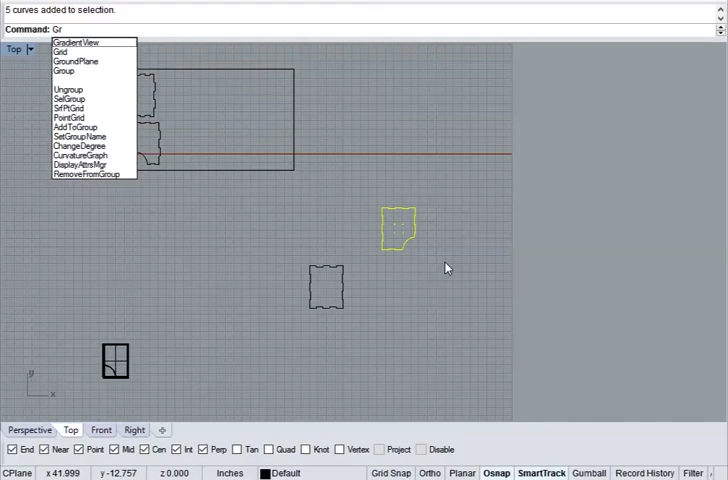 5 curves added to selection.
Command: Gr
Top
GradientView
Grid
GroundPlane
Group
Ungroup
SelGroup
SrfPtGrid
PointGrid
AddToGroup
SetGroupName
ChangeDegree
CurvatureGraph
DisplayAttrsMgr
RemoveFromGroup
y
x
Perspective Top Front Right
End Near Point Mid Cen Int Perp Tan Quad Knot Vertex Project Disable
CPlane x 41.999 y -12.757 z 0.000 Inches Default Grid Snap Ortho Planar Osnap SmartTrack Gumball Record History Filter